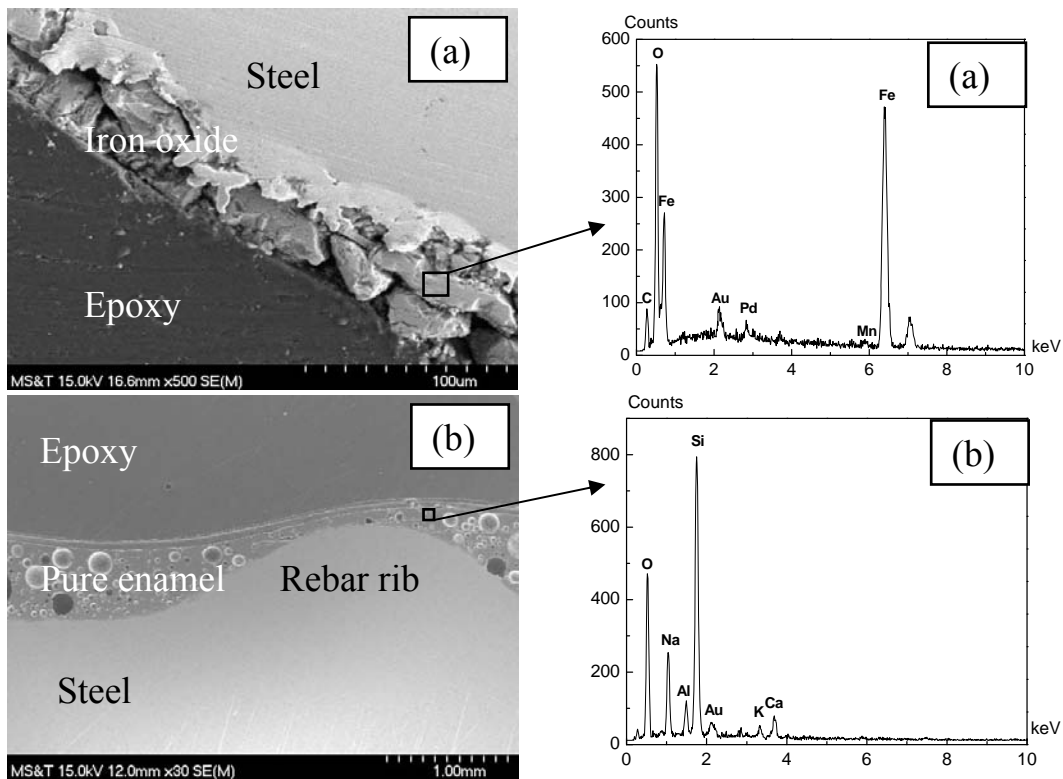 (a)
Steel
Iron oxide
Epoxy
MS&T 15.0kV 16.6mm x500 SE(M)
100um
Counts
(a)
600
500
400
300
200
100
0
O
Fe
Fe
C
Au
Pd
Mn
keV
0 2 4 6 8 10
(b)
Epoxy
Pure enamel
Rebar rib
Steel
MS&T 15.0kV 12.0mm x30 SE(M)
1.00mm
Counts
(b)
800
600
400
200
0
Si
O
Na
Al
Au
K
Ca
keV
0 2 4 6 8 10